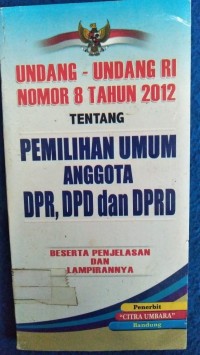 UNDANG - UNDANG RI
NOMOR 8 TAHUN 2012
TENTANG
PEMILIHAN UMUM
ANGGOTA
DPR, DPD dan DPRD
BESERTA PENJELASAN
DAN
LAMPIRANNYA
Penerbit
"CITRA UMBARA"
Bandung